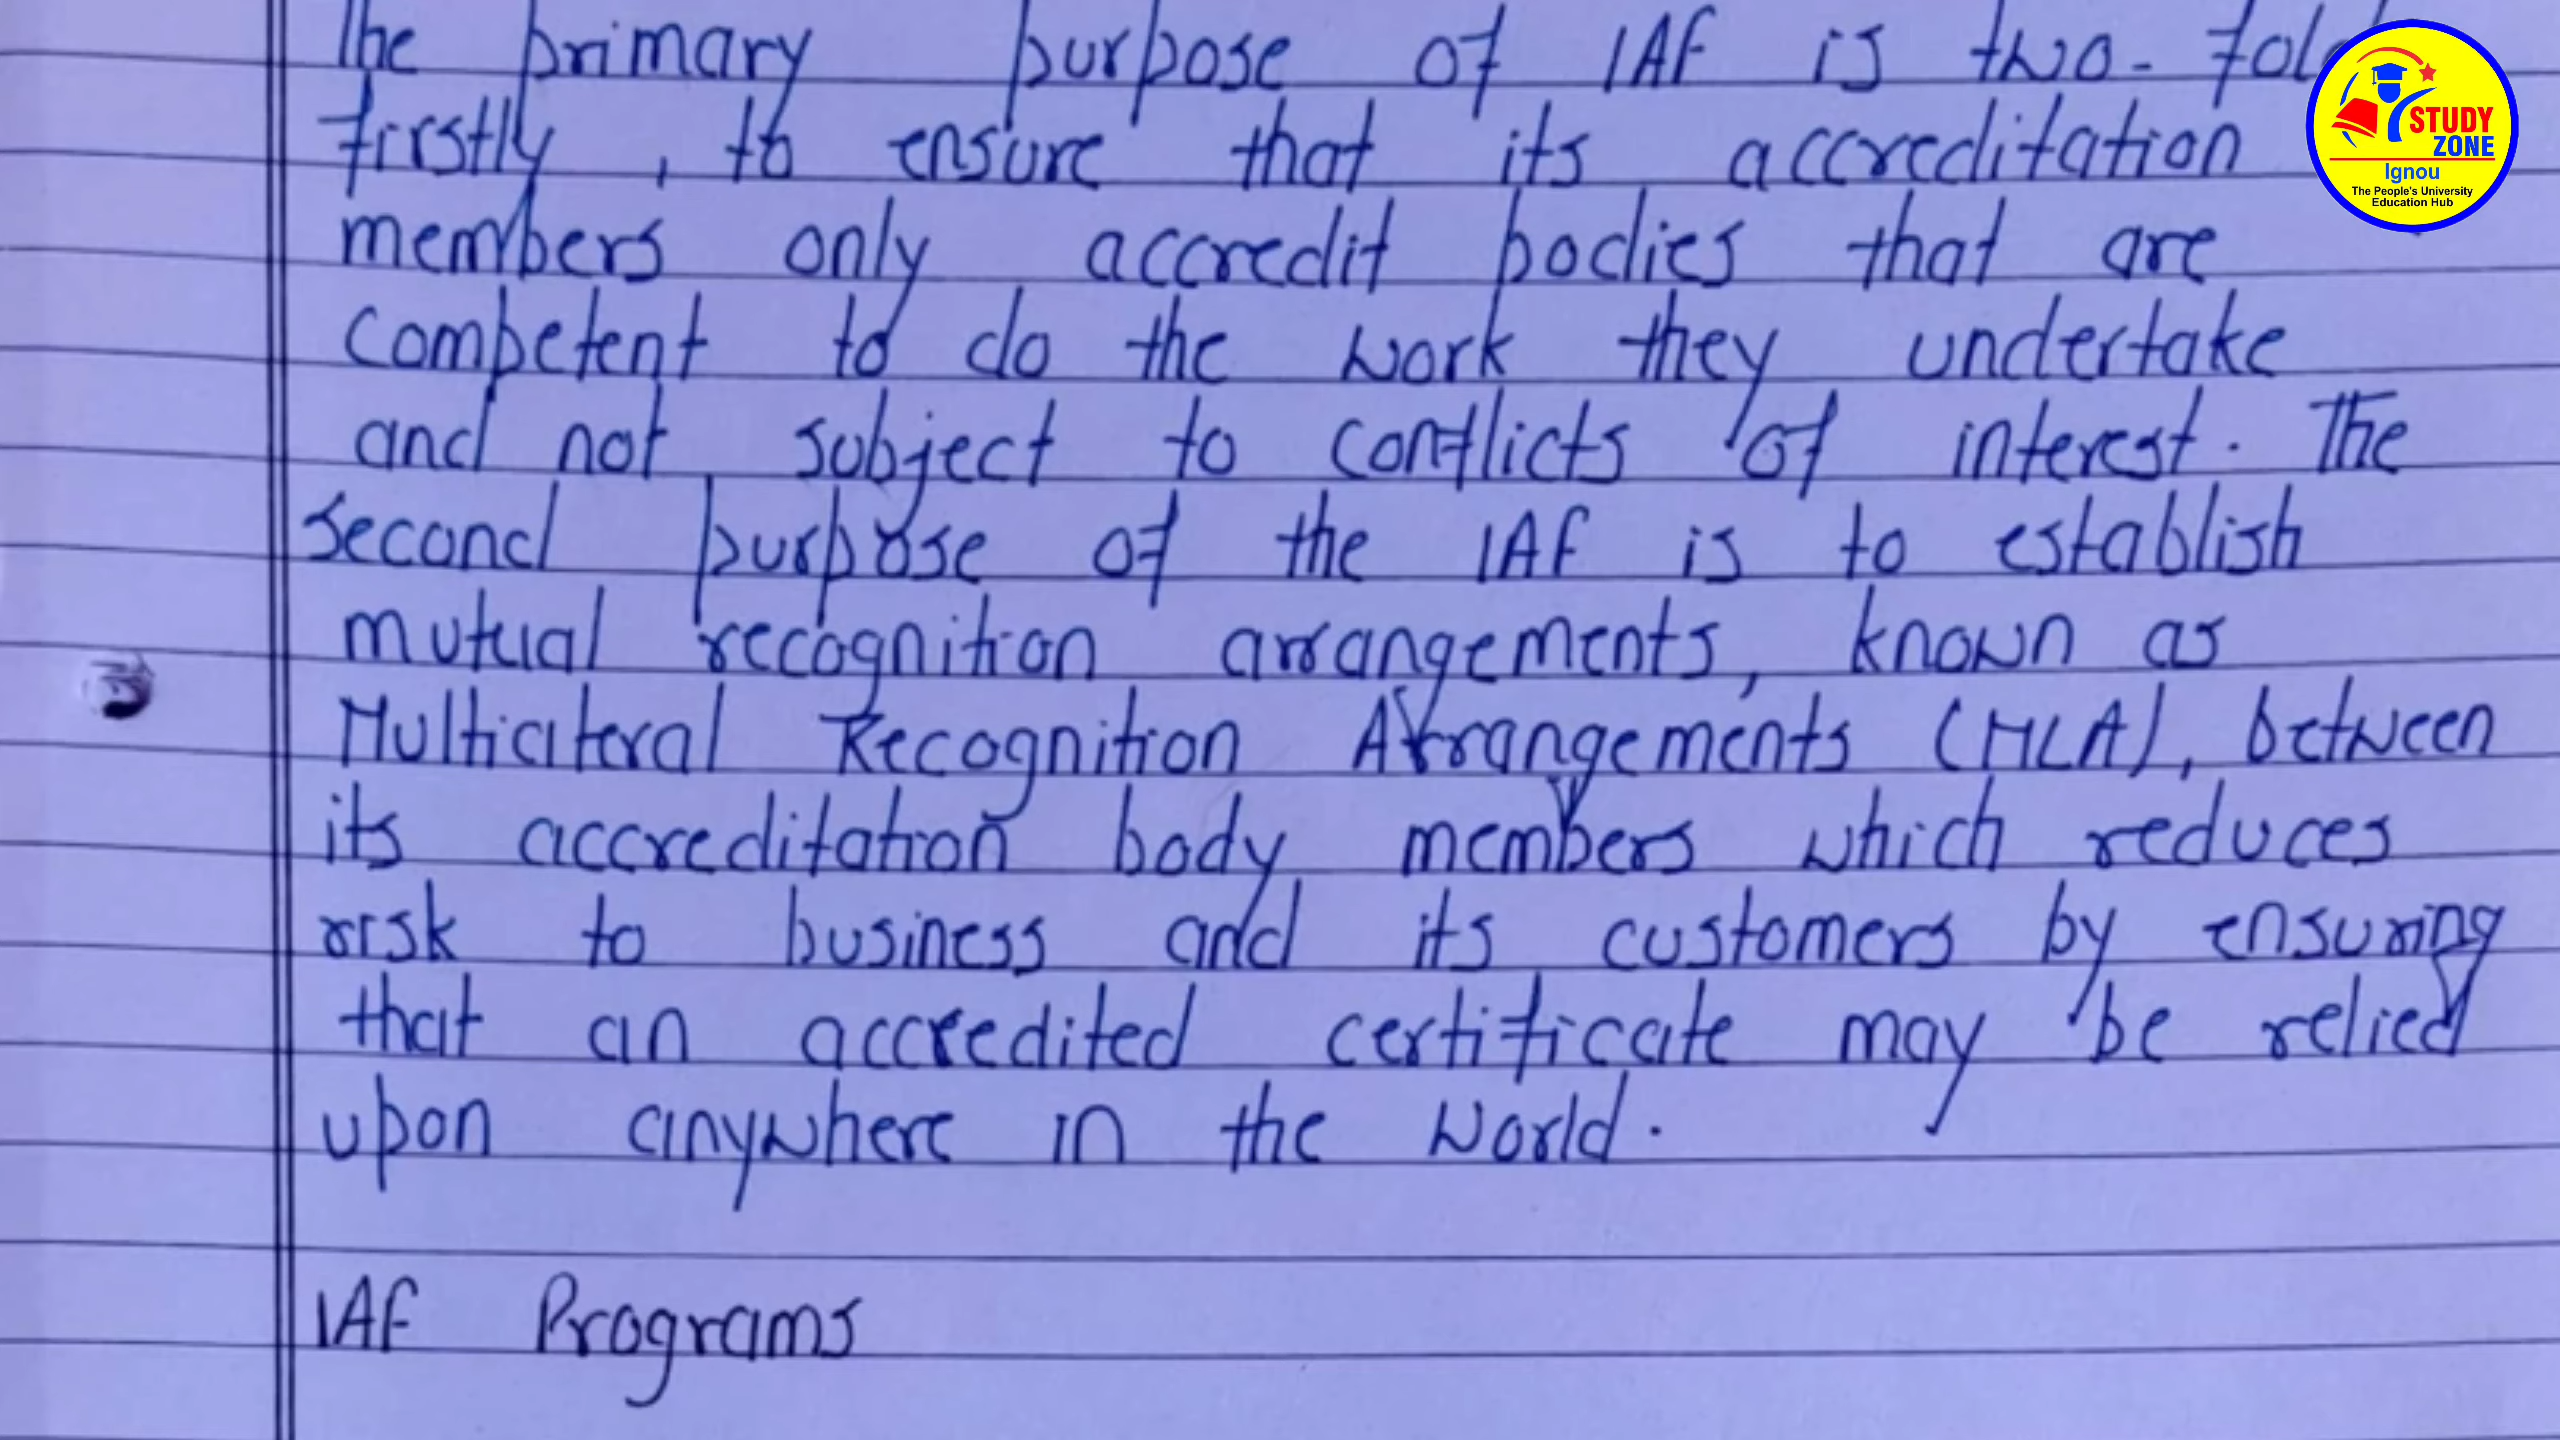 The primary purpose of IAF is two-fold
firstly, to ensure that its accreditation
members only accredit bodies that are
competent to do the work they undertake
and not subject to conflicts of interest. The
second purpose of the IAF is to establish
mutual recognition arrangements, known as
Multicateral Recognition Arrangements (MLA), between
its accreditation body members which reduces
risk to business and its customers by ensuring
that an accredited certificate may be relied
upon anywhere in the world.
IAF Programs
STUDY
ZONE
Ignou
The People's University
Education Hub